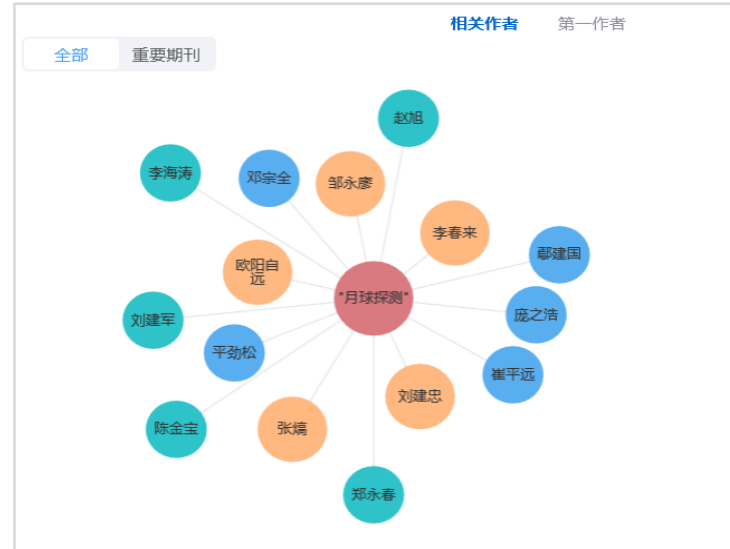 相关作者
第一作者
全部
重要期刊
赵旭
李海涛
邓宗全
邹永廖
李春来
鄢建国
欧阳自
远
"月球探测"
庞之浩
刘建军
平劲松
崔平远
刘建忠
陈金宝
张熇
郑永春